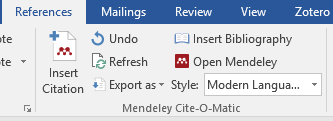 References Mailings Review View Zotero
ote Undo Insert Bibliography
ote Refresh Open Mendeley
Insert Citation Export as Style: Modern Langua...
Mendeley Cite-O-Matic